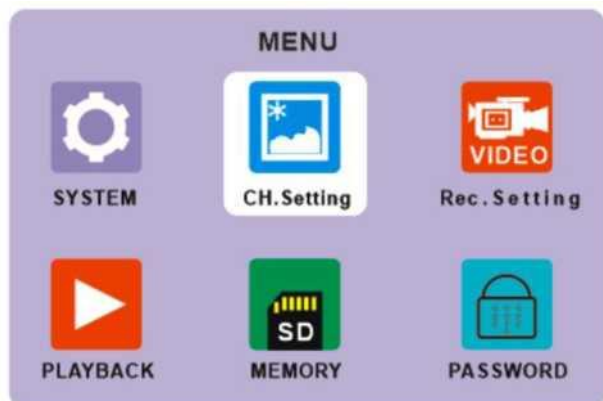 MENU
VIDEO
SYSTEM
CH.Setting
Rec.Setting
SD
PLAYBACK
MEMORY
PASSWORD